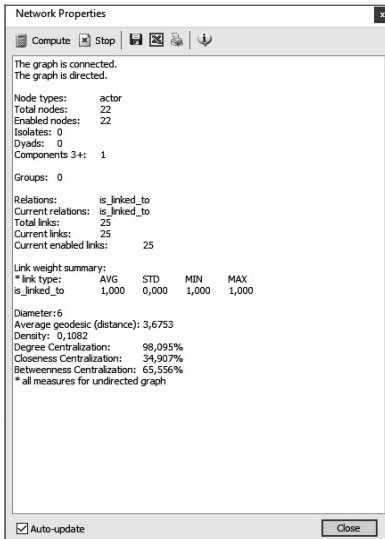 Network Properties x
Compute x Stop
The graph is connected.
The graph is directed.
Node types: actor
Total nodes: 22
Enabled nodes: 22
Isolates: 0
Dyads: 0
Components 3+: 1
Groups: 0
Relations: is_linked_to
Current relations: is_linked_to
Total links: 25
Current links: 25
Current enabled links: 25
Link weight summary:
* link type: AVG STD MIN MAX
is_linked_to 1,000 0,000 1,000 1,000
Diameter:6
Average geodesic (distance): 3,6753
Density: 0,1082
Degree Centralization: 98,095%
Closeness Centralization: 34,907%
Betweenness Centralization: 65,556%
* all measures for undirected graph
Auto-update Close